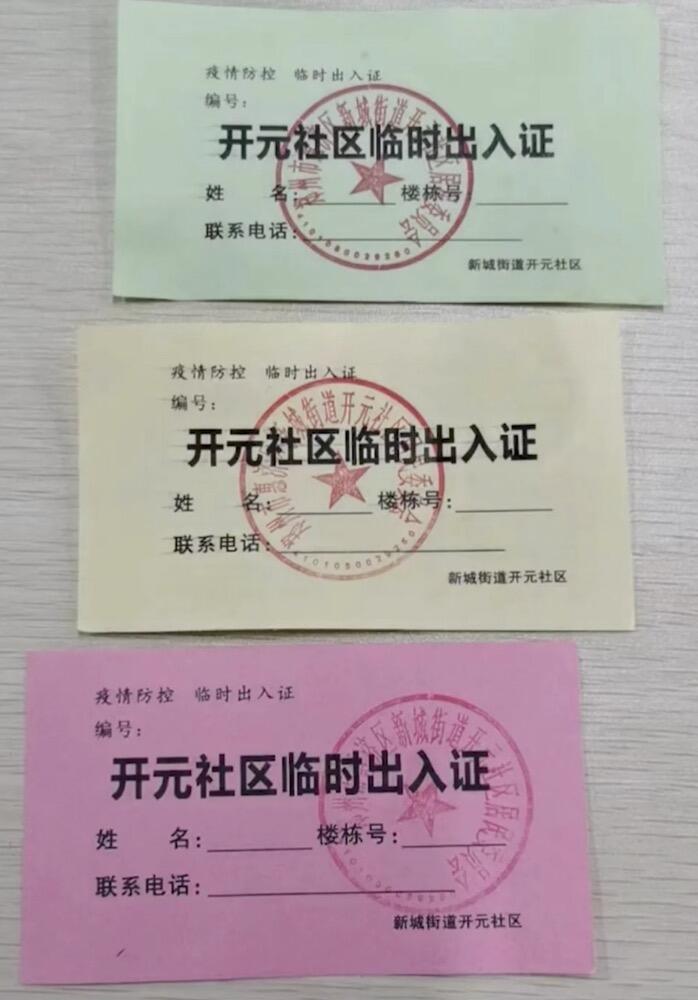 疫情防控 临时出入证
编号：
开元社区临时出入证
姓 名： 楼栋号：
联系电话：
新城街道开元社区
疫情防控 临时出入证
编号：
开元社区临时出入证
姓 名： 楼栋号：
联系电话：
新城街道开元社区
疫情防控 临时出入证
编号：
开元社区临时出入证
姓 名： 楼栋号：
联系电话：
新城街道开元社区